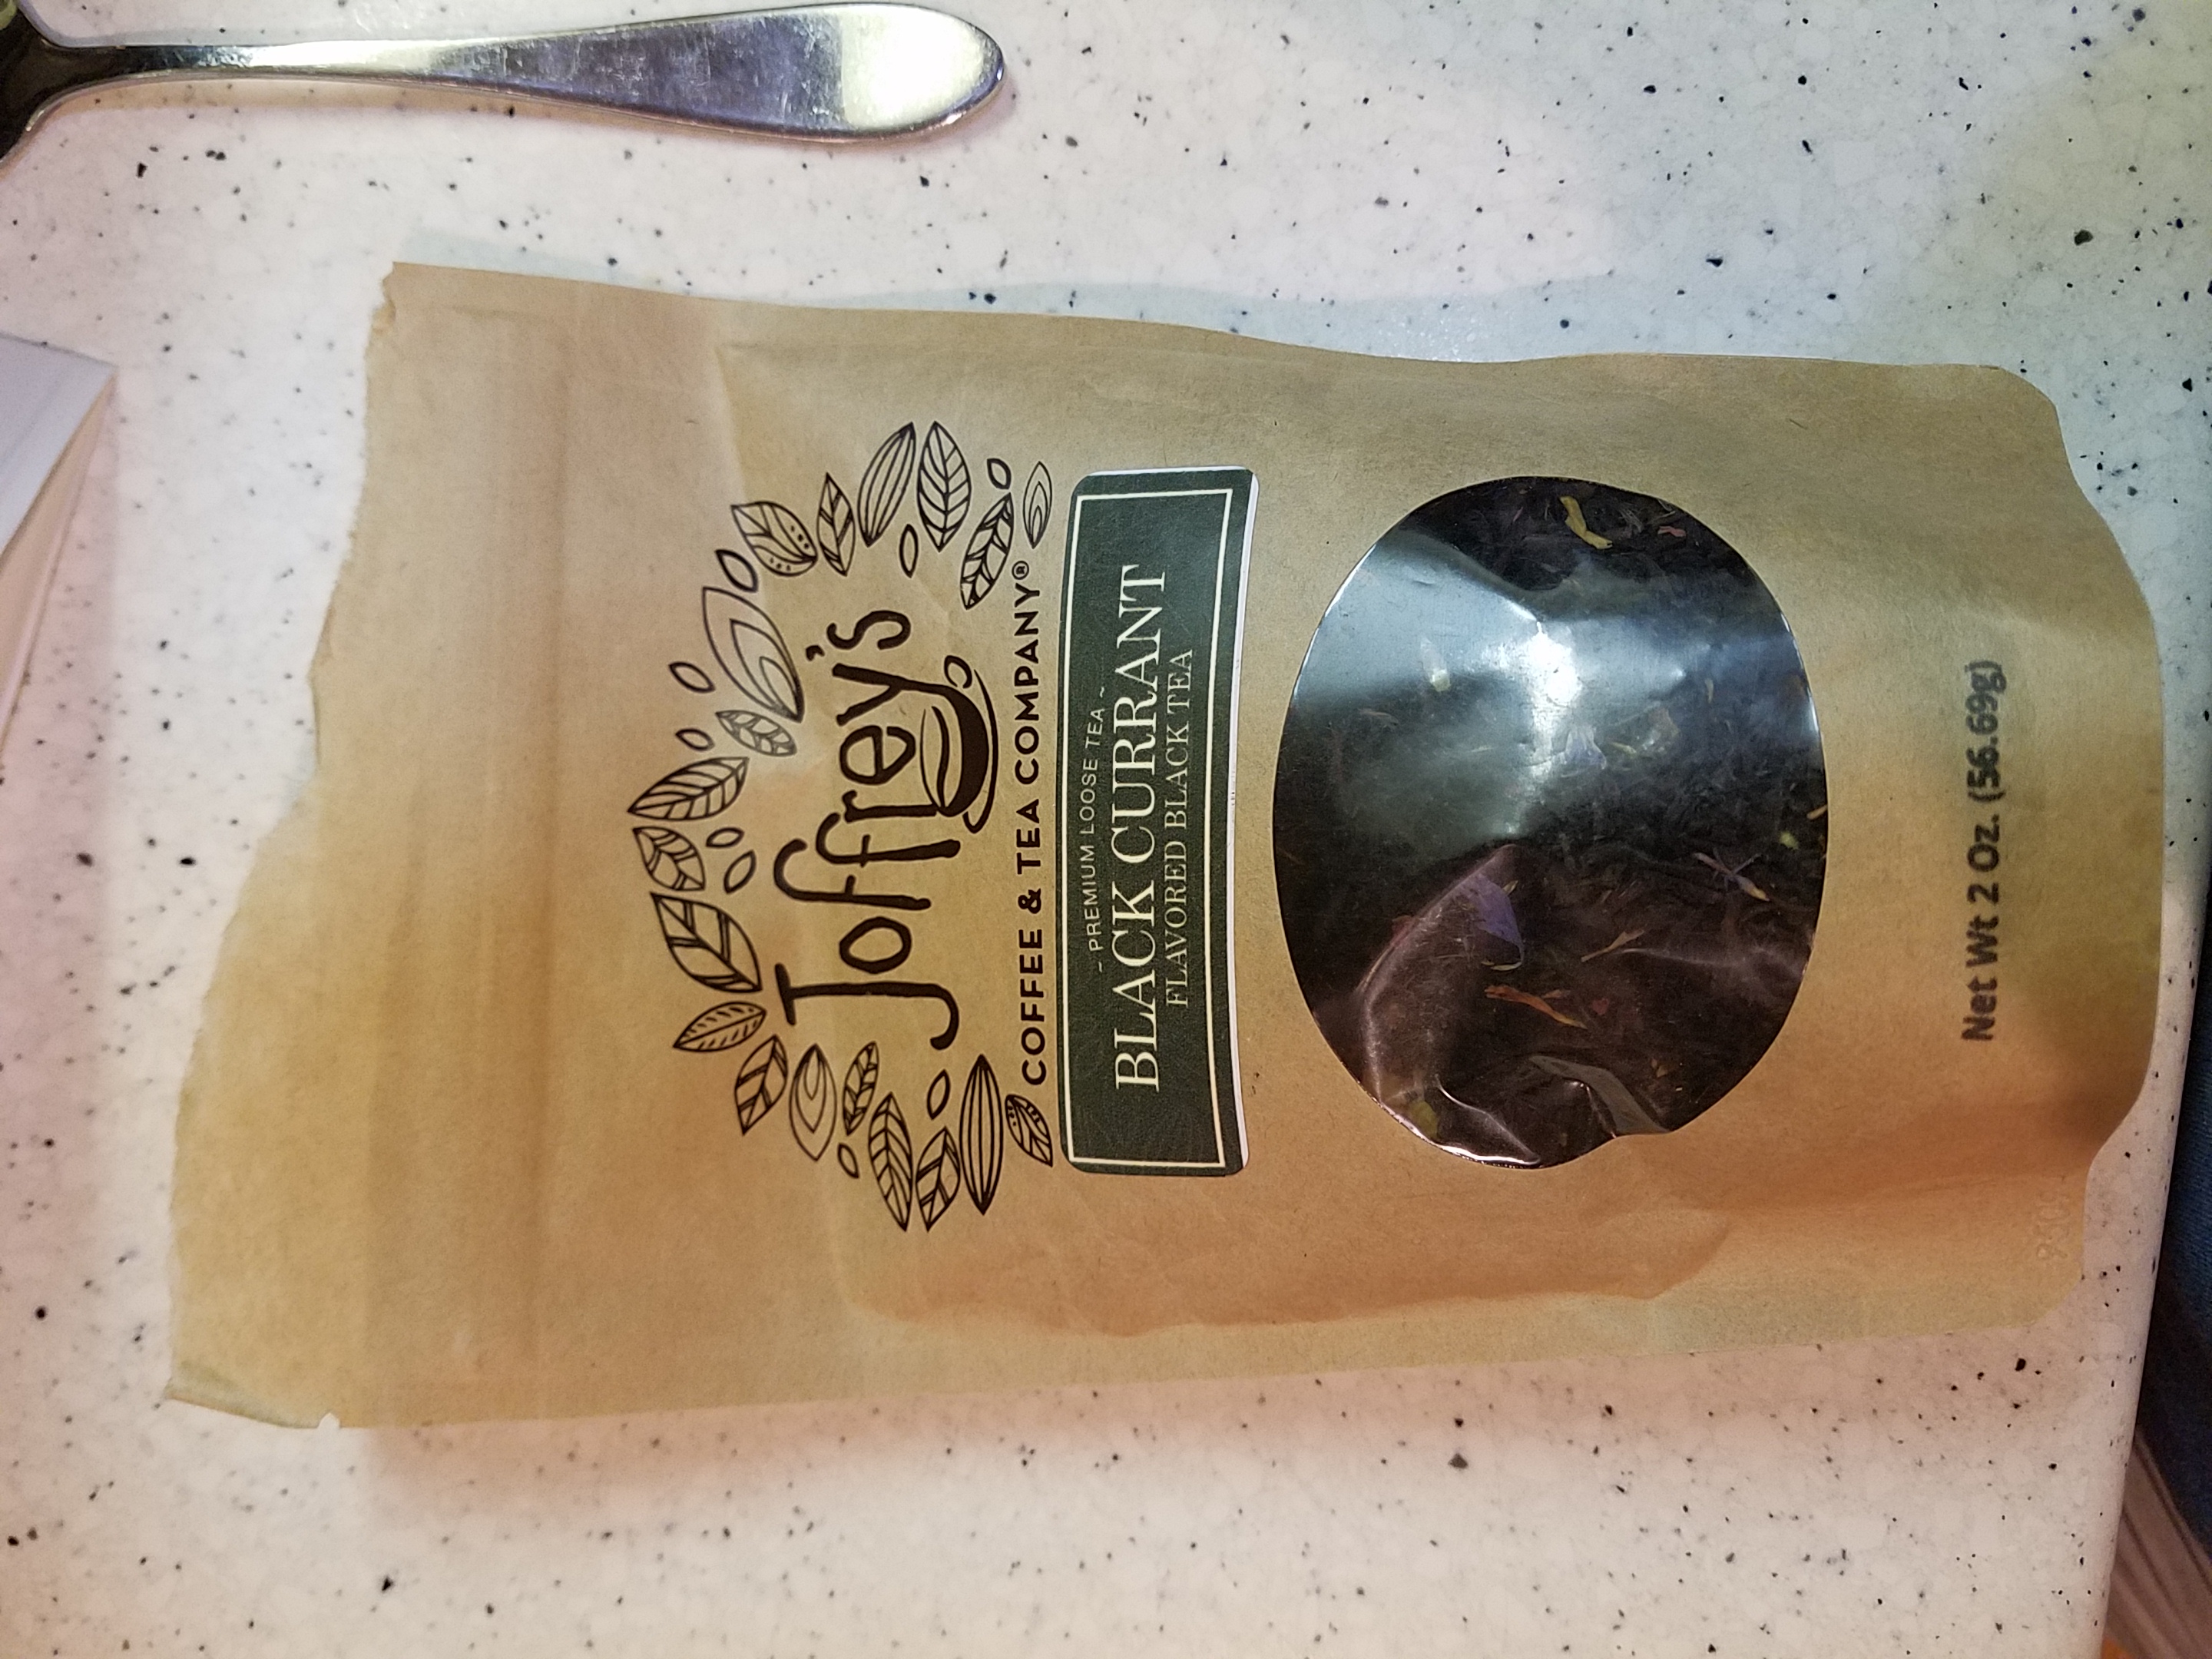 Joffrey's
COFFEE & TEA COMPANY®
- PREMIUM LOOSE TEA -
BLACK CURRANT
FLAVORED BLACK TEA
Net Wt 2 Oz. (56.69g)